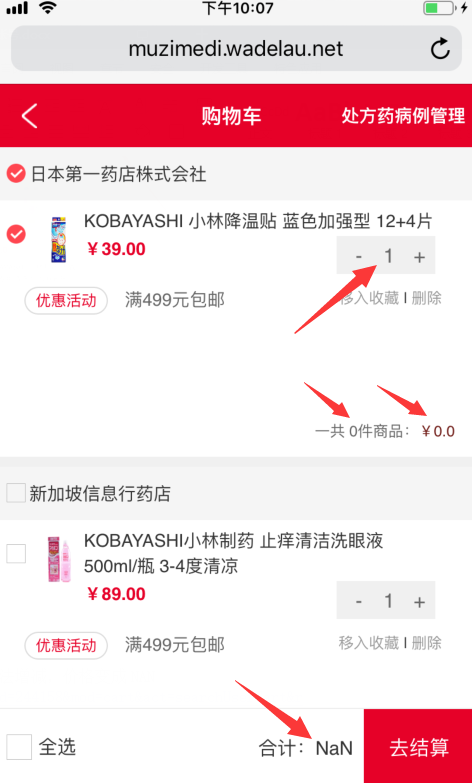 下午10:07
muzimedi.wadelau.net
购物车
处方药病例管理
日本第一药店株式会社
KOBAYASHI 小林降温贴 蓝色加强型 12+4片
￥39.00
- 1 +
优惠活动 满499元包邮
移入收藏 I 删除
一共 0件商品： ￥0.0
新加坡信息行药店
KOBAYASHI小林制药 止痒清洁洗眼液
500ml/瓶 3-4度清凉
￥89.00
- 1 +
优惠活动 满499元包邮
移入收藏 I 删除
全选
合计：NaN
去结算